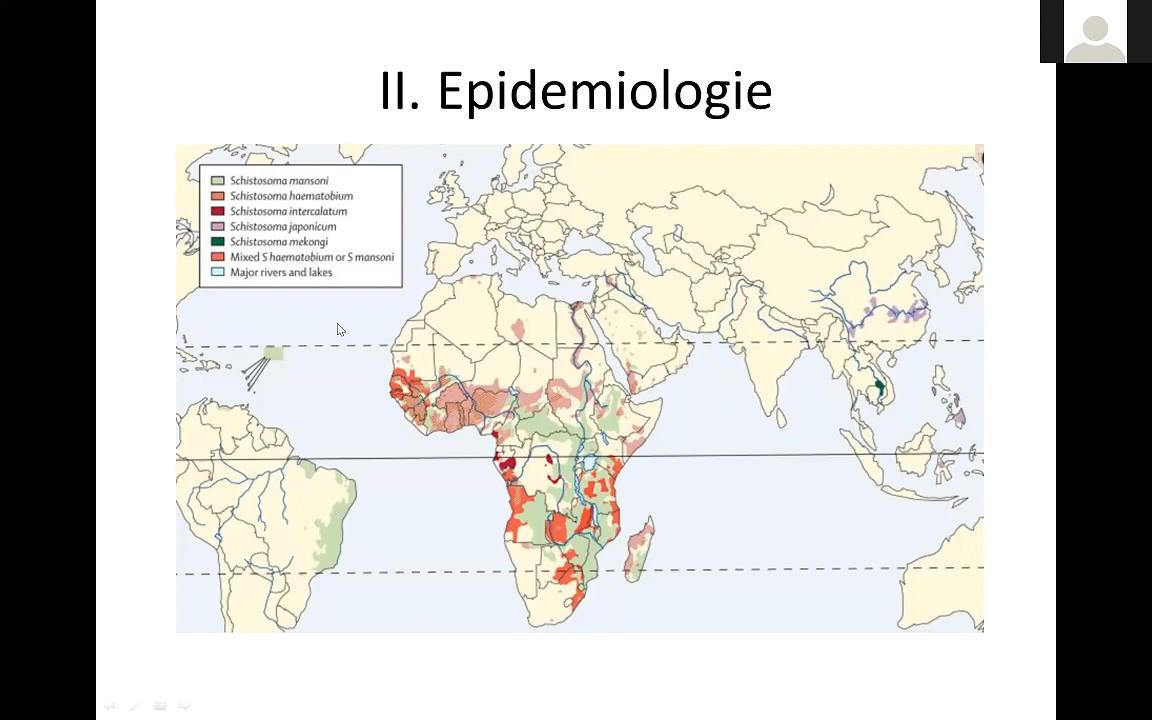 II. Epidemiologie
Schistosoma mansoni
Schistosoma haematobium
Schistosoma intercalatum
Schistosoma japonicum
Schistosoma mekongi
Mixed S haematobium or S mansoni
Major rivers and lakes